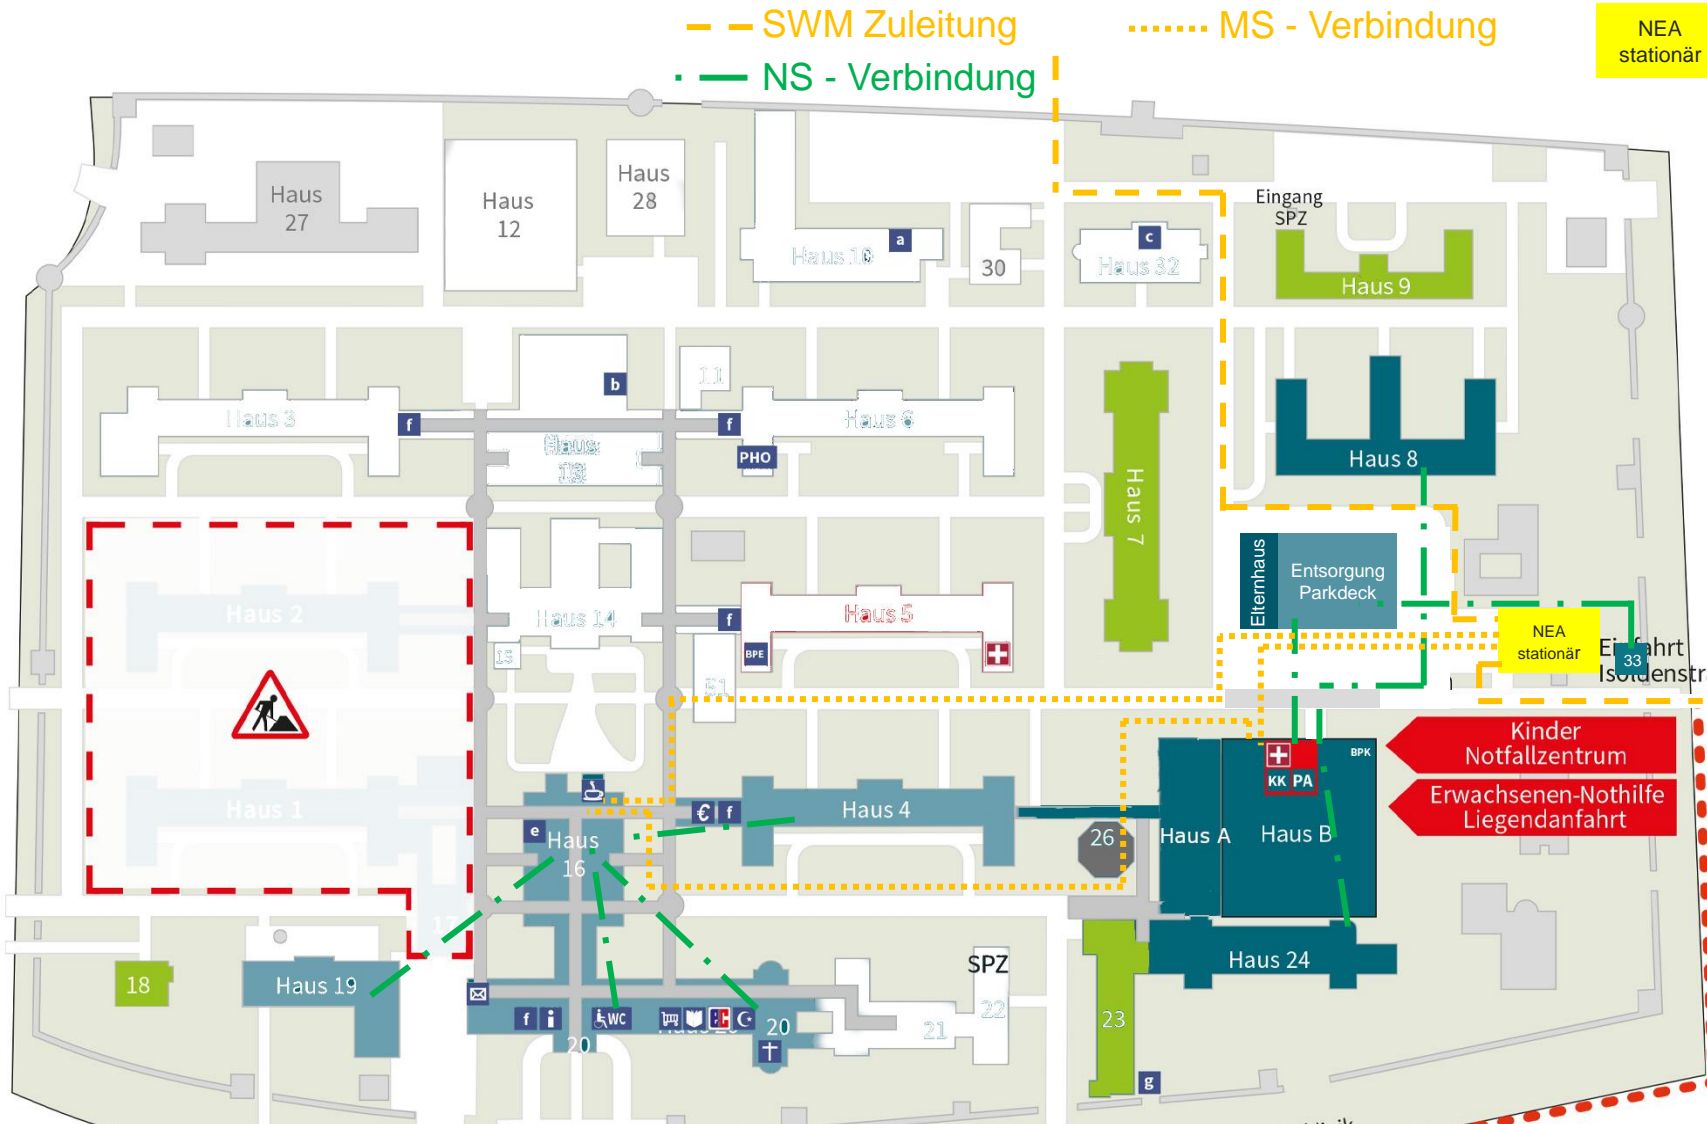 SWM Zuleitung
MS - Verbindung
NEA
stationär
NS - Verbindung
Haus
27
Haus
12
Haus
28
Haus 10
a
30
c
Haus 32
Eingang
SPZ
Haus 9
b
11
Haus 3
f
f
Haus 6
PHO
Haus
13
Haus 8
Haus 7
Haus 2
Haus 14
15
f
Haus 5
BPE
Elternhaus
Entsorgung
Parkdeck
NEA
stationär
33
Einfahrt
Haus 1
€
f
Haus 4
e
Haus
16
26
Haus A
Haus B
KK
PA
BPK
Kinder
Notfallzentrum
Erwachsenen-Nothilfe
Liegendanfahrt
17
18
Haus 19
f
i
WC
20
20
21
SPZ
22
23
Haus 24
g